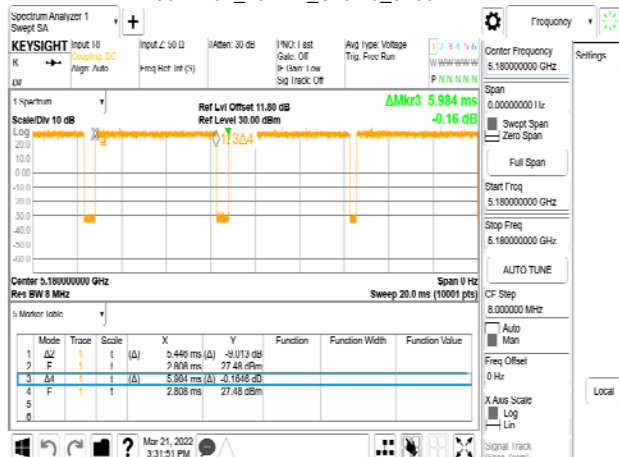 Spectrum Analyzer 1
Swept SA
+
Frequency
KEYSIGHT
Input: RF
Coupling: DC
Align: Auto
Input Z: 50 Ω
Freq Ref: Int (S)
#Atten: 30 dB
PNO: Fast
Gate: Off
IF Gain: Low
Sig Track: Off
Avg Type: Voltage
Trig: Free Run
1 2 3 4 5 6
W W W W W W
P N N N N N
Center Frequency
5.180000000 GHz
Settings
1 Spectrum
Scale/Div 10 dB
Ref Lvl Offset 11.80 dB
Ref Level 30.00 dBm
ΔMkr3 5.984 ms
-0.16 dB
Span
0.00000000 Hz
Swept Span
Zero Span
Full Span
Start Freq
5.180000000 GHz
Stop Freq
5.180000000 GHz
AUTO TUNE
CF Step
8.000000 MHz
Auto
Man
Freq Offset
0 Hz
X Axis Scale
Log
Lin
Signal Track
Local
Log
20.0
10.0
0.00
-10.0
-20.0
-30.0
-40.0
-50.0
-60.0
3Δ4
Center 5.180000000 GHz
Res BW 8 MHz
Span 0 Hz
Sweep 20.0 ms (10001 pts)
5 Marker Table
Mode Trace Scale X Y Function Function Width Function Value
1 Δ2 1 t (Δ) 5.446 ms (Δ) -9.013 dB
2 F 1 t 2.808 ms 27.48 dBm
3 Δ4 1 t (Δ) 5.984 ms (Δ) -0.1646 dB
4 F 1 t 2.808 ms 27.48 dBm
5
6
?
Mar 21, 2022
3:31:51 PM